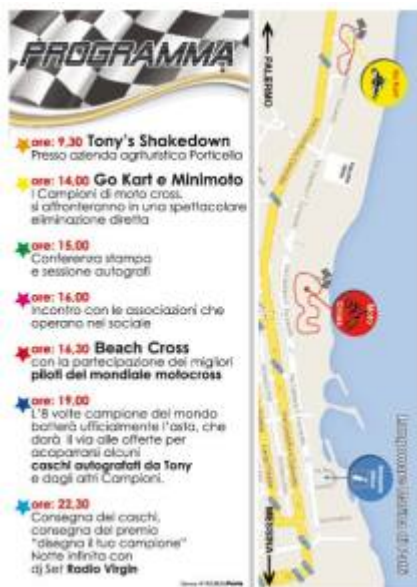 PROGRAMMA
ore: 9,30 Tony's Shakedown
Presso azienda agrituristica Porticella
ore: 14,00 Go Kart e Minimoto
I Campioni di moto cross,
si affronteranno in una spettacolare
eliminazione diretta
ore: 15,00
Conferenza stampa
e sessione autografi
ore: 16,00
Incontro con le associazioni che
operano nel sociale
ore: 16,30 Beach Cross
con la partecipazione dei migliori
piloti del mondiale motocross
ore: 19,00
L'8 volte campione del mondo
batterà ufficialmente l'asta, che
darà il via alle offerte per
accaparrarsi alcuni
caschi autografati da Tony
e dagli altri Campioni.
ore: 22,30
Consegna dei caschi,
consegna del premio
"disegna il tuo campione"
Notte infinita con
dj Set Radio Virgin
PALERMO
MESSINA
Go Kart
Moto Cross